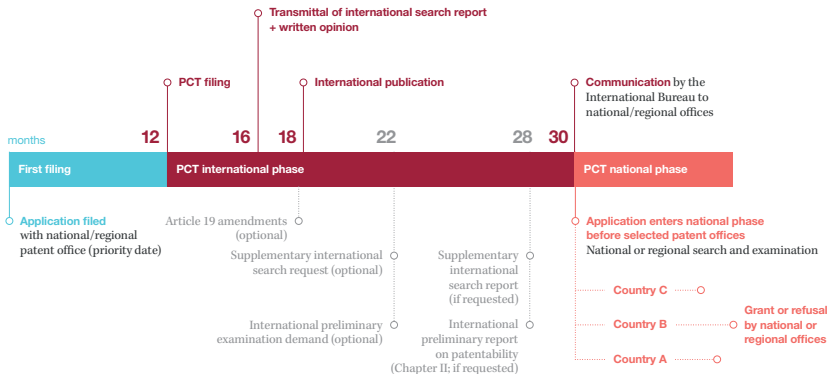 Transmittal of international search report
+ written opinion
PCT filing
International publication
Communication by the
International Bureau to
national/regional offices
months
12
16
18
22
28
30
First filing
PCT international phase
PCT national phase
Application filed
with national/regional
patent office (priority date)
Article 19 amendments
(optional)
Supplementary international
search request (optional)
International preliminary
examination demand (optional)
Supplementary
international
search report
(if requested)
International
preliminary report
on patentability
(Chapter II; if requested)
Application enters national phase
before selected patent offices
National or regional search and examination
Country C
Country B
Country A
Grant or refusal
by national or
regional offices